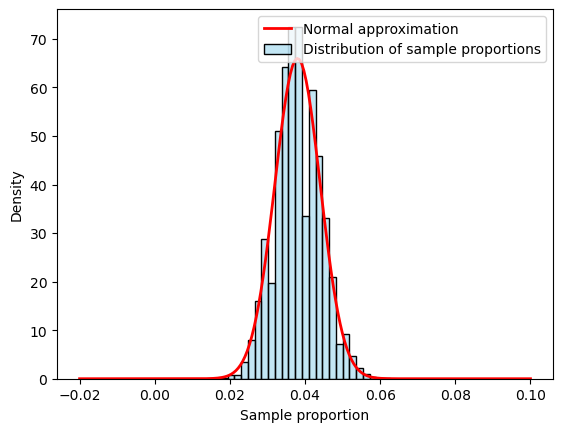 Normal approximation
Distribution of sample proportions
70
60
50
40
30
20
10
0
Density
−0.02 0.00 0.02 0.04 0.06 0.08 0.10
Sample proportion